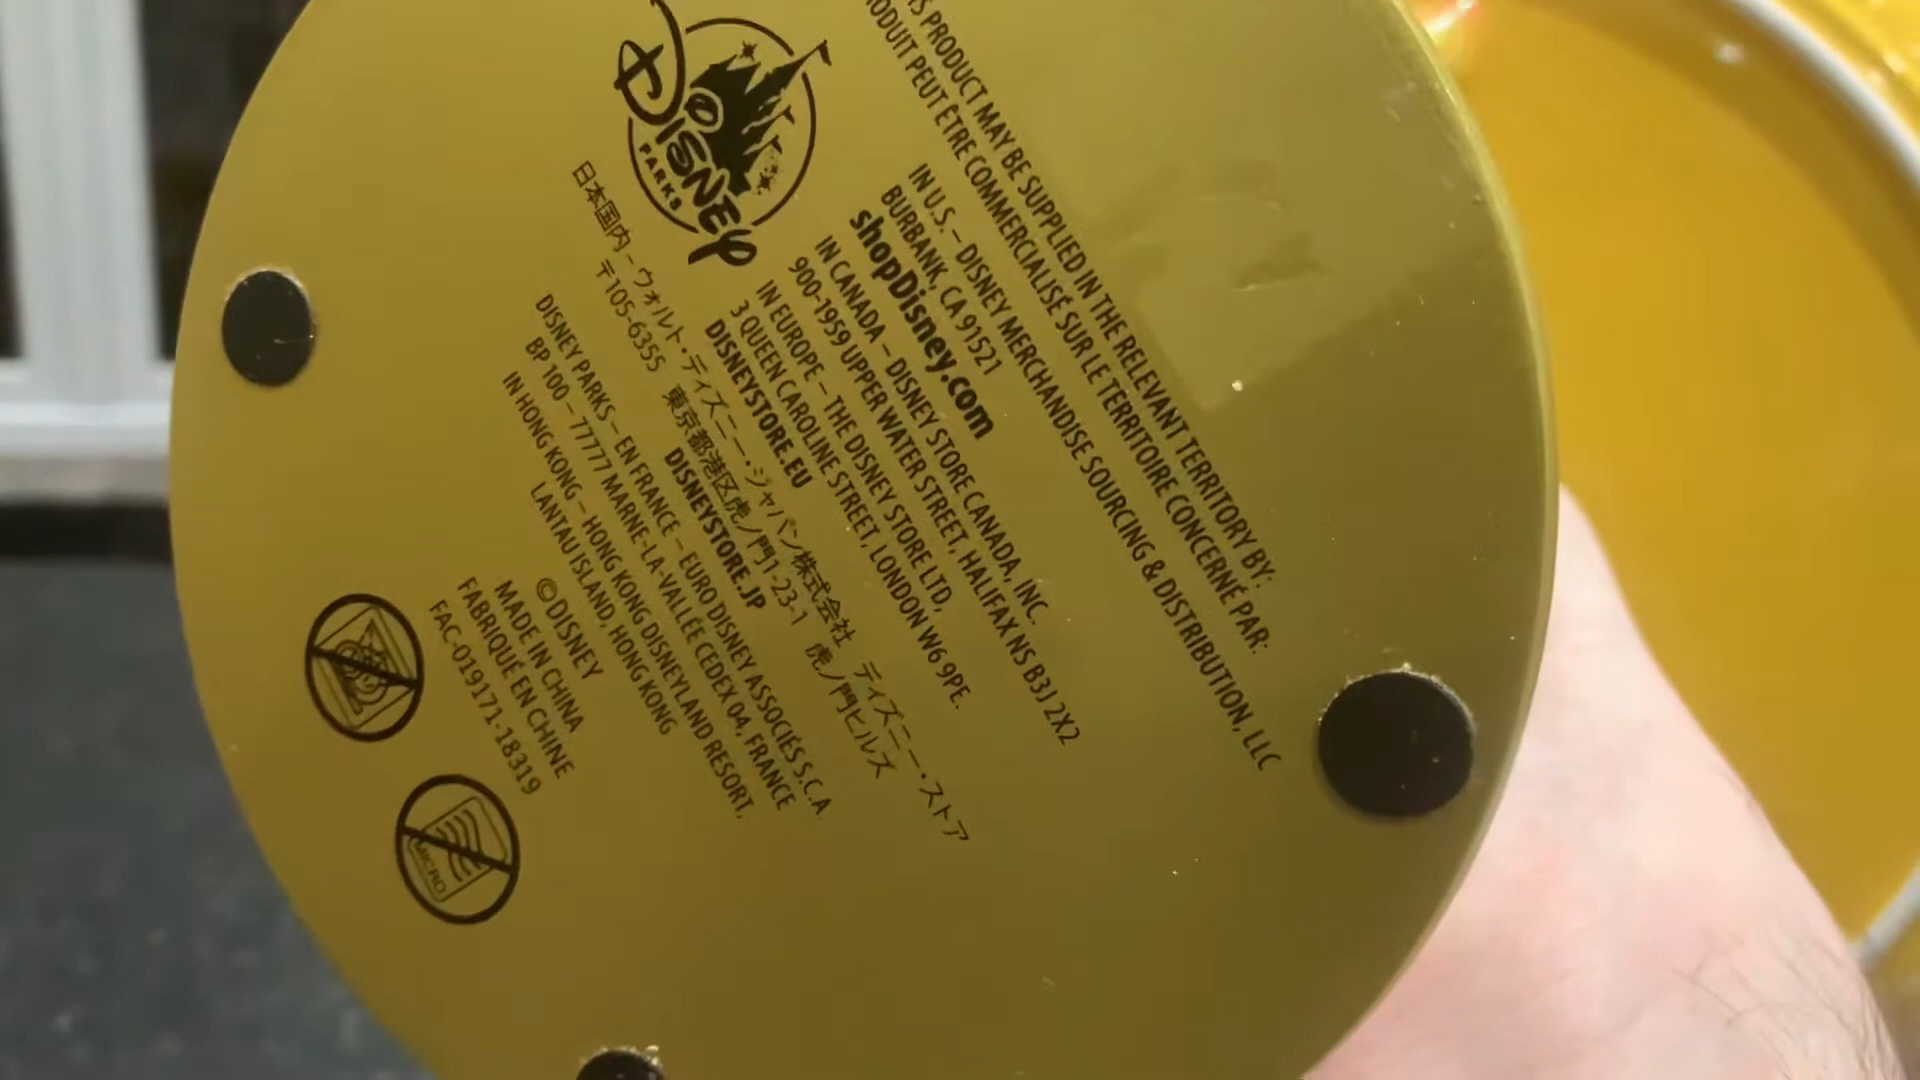 PRODUCT MAY BE SUPPLIED IN THE RELEVANT TERRITORY BY:
PRODUIT PEUT ÊTRE COMMERCIALISÉ SUR LE TERRITOIRE CONCERNÉ PAR:
IN U.S. – DISNEY MERCHANDISE SOURCING & DISTRIBUTION, LLC
BURBANK, CA 91521
shopDisney.com
IN CANADA – DISNEY STORE CANADA, INC.
900-1959 UPPER WATER STREET, HALIFAX NS B3J 2X2
IN EUROPE – THE DISNEY STORE LTD,
3 QUEEN CAROLINE STREET, LONDON W6 9PE.
DISNEYSTORE.EU
Disney
PARKS
日本国内 – ウォルト・ディズニー・ジャパン株式会社 ディズニー・ストア
〒105-6355 東京都港区虎ノ門1-23-1 虎ノ門ヒルズ
DISNEYSTORE.JP
DISNEY PARKS – EN FRANCE – EURO DISNEY ASSOCIÉS S.C.A.
BP 100 – 77777 MARNE-LA-VALLÉE CEDEX 04, FRANCE
IN HONG KONG – HONG KONG DISNEYLAND RESORT,
LANTAU ISLAND, HONG KONG
©DISNEY
MADE IN CHINA
FABRIQUÉ EN CHINE
FAC-019171-18319
MICRO